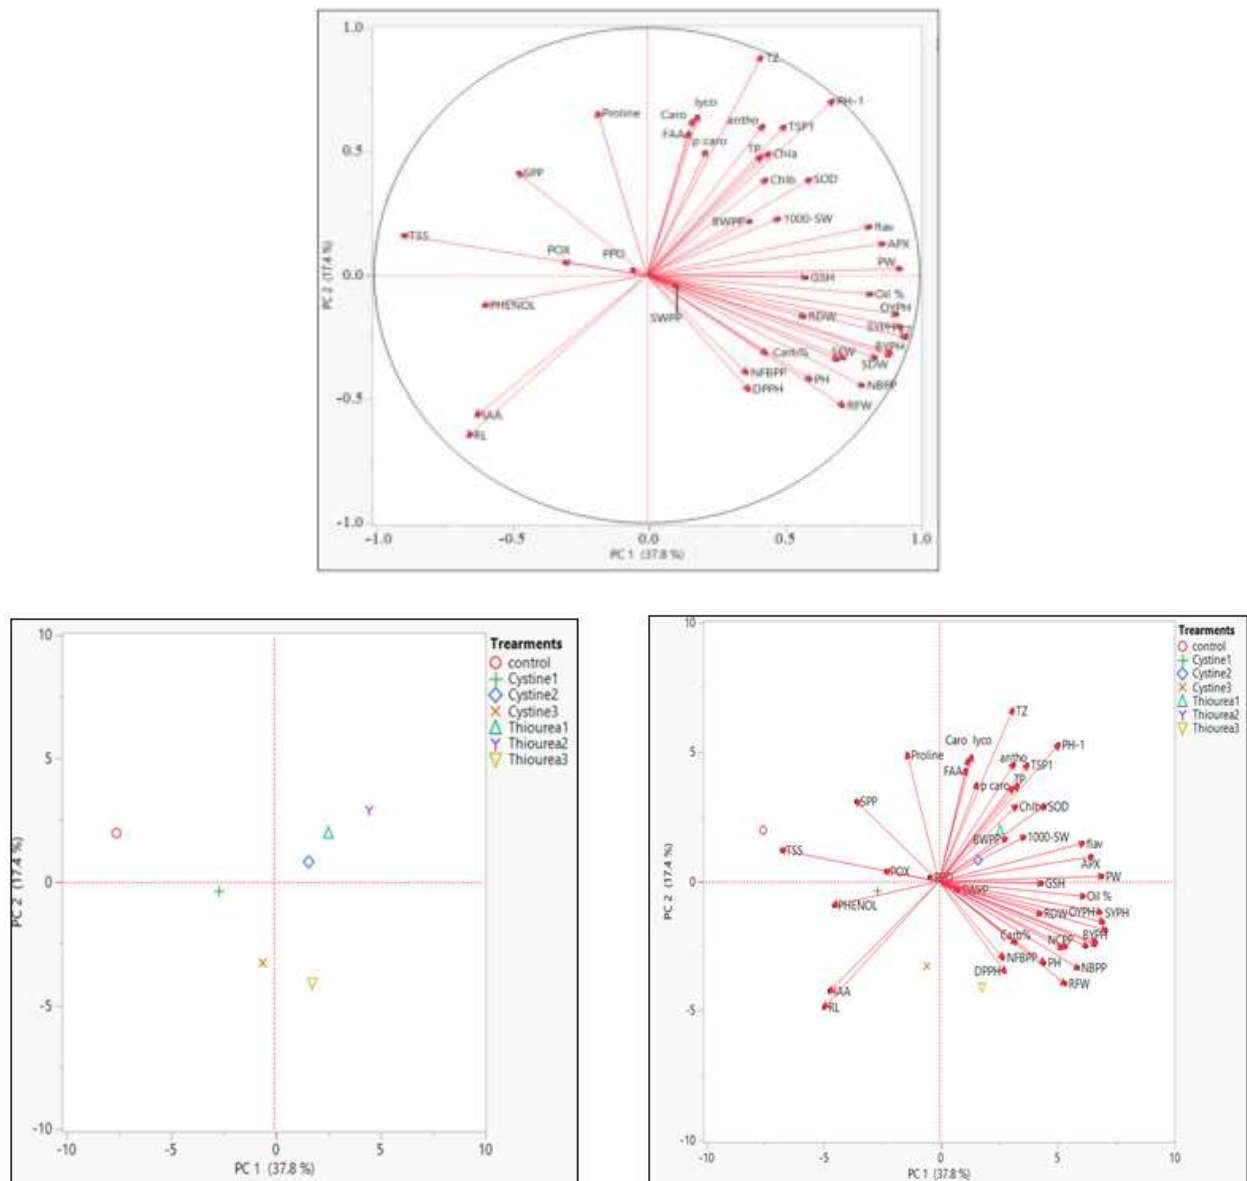 1.0
TZ
PH-1
lyco
Proline
Caro
antho
TSP1
FAA
0.5
p caro
TP
Chla
SPP
Chlb
SOD
BWPP
1000-SW
flav
TSS
APX
POX
PPO
PW
0.0
GSH
Oil %
PHENOL
OYPH
SWPP
RDW
SYPH
BYPH
Carb%
SFW
SDW
NFBPP
PH
NBPP
DPPH
-0.5
RFW
IAA
RL
-1.0
-1.0
-0.5
0.0
0.5
1.0
PC 1 (37.8 %)
PC 2 (17.4 %)
10
5
0
-5
-10
-10
-5
0
5
10
PC 1 (37.8 %)
PC 2 (17.4 %)
Trearments
control
Cystine1
Cystine2
Cystine3
Thiourea1
Thiourea2
Thiourea3
10
5
0
-5
-10
-10
-5
0
5
10
PC 1 (37.8 %)
PC 2 (17.4 %)
Trearments
control
Cystine1
Cystine2
Cystine3
Thiourea1
Thiourea2
Thiourea3
TZ
Caro lyco
PH-1
Proline
antho
TSP1
FAA
p caro
TP
SPP
Chlb
SOD
BWPP
1000-SW
flav
TSS
APX
POX
PPO
PW
SWPP
GSH
Oil %
PHENOL
RDW
OYPH
SYPH
Carb%
NCPP
BYPH
NFBPP
PH
DPPH
NBPP
RFW
IAA
RL